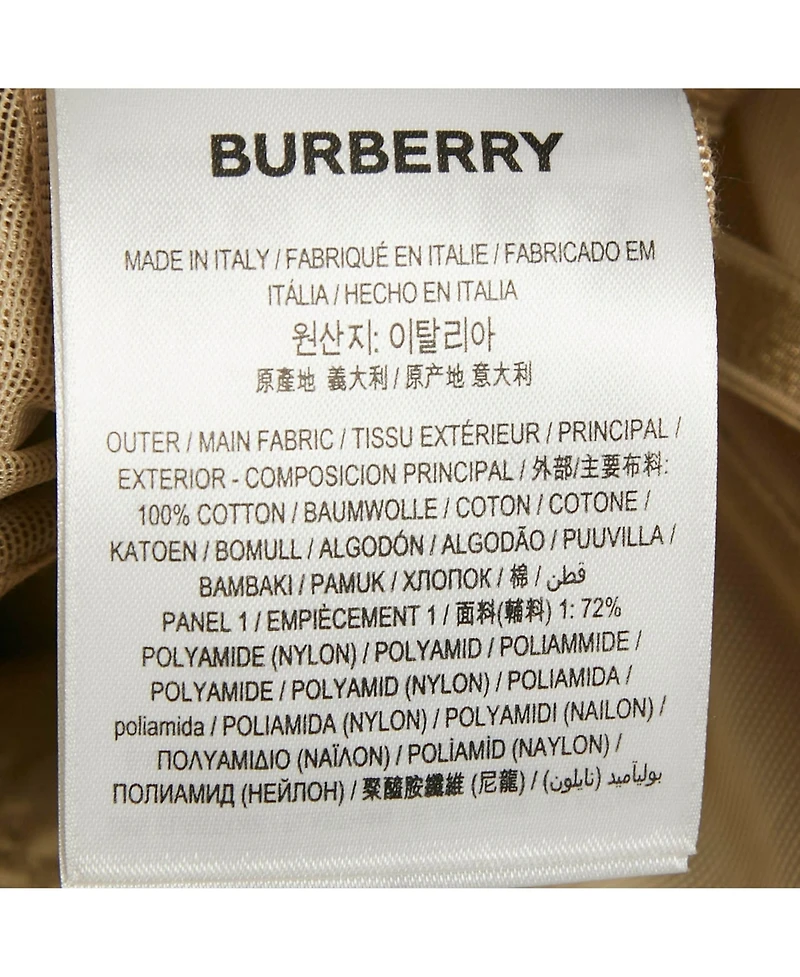 BURBERRY
MADE IN ITALY / FABRIQUÉ EN ITALIE / FABRICADO EM
ITÁLIA / HECHO EN ITALIA
원산지: 이탈리아
原產地 義大利 / 原产地 意大利
OUTER / MAIN FABRIC / TISSU EXTÉRIEUR / PRINCIPAL /
EXTERIOR - COMPOSICION PRINCIPAL / 外部/主要布料:
100% COTTON / BAUMWOLLE / COTON / COTONE /
KATOEN / BOMULL / ALGODÓN / ALGODÃO / PUUVILLA /
BAMBAKI / PAMUK / ХЛОПОК / 棉 / قطن
PANEL 1 / EMPIÈCEMENT 1 / 面料(輔料) 1: 72%
POLYAMIDE (NYLON) / POLYAMID / POLIAMMIDE /
POLYAMIDE / POLYAMID (NYLON) / POLIAMIDA /
poliamida / POLIAMIDA (NYLON) / POLYAMIDI (NAILON) /
ΠΟΛΥΑΜΙΔΙΟ (ΝΑΪΛΟΝ) / POLİAMİD (NAYLON) /
ПОЛИАМИД (НЕЙЛОН) / 聚醯胺纖維 (尼龍) / بولیآمید (نایلون)